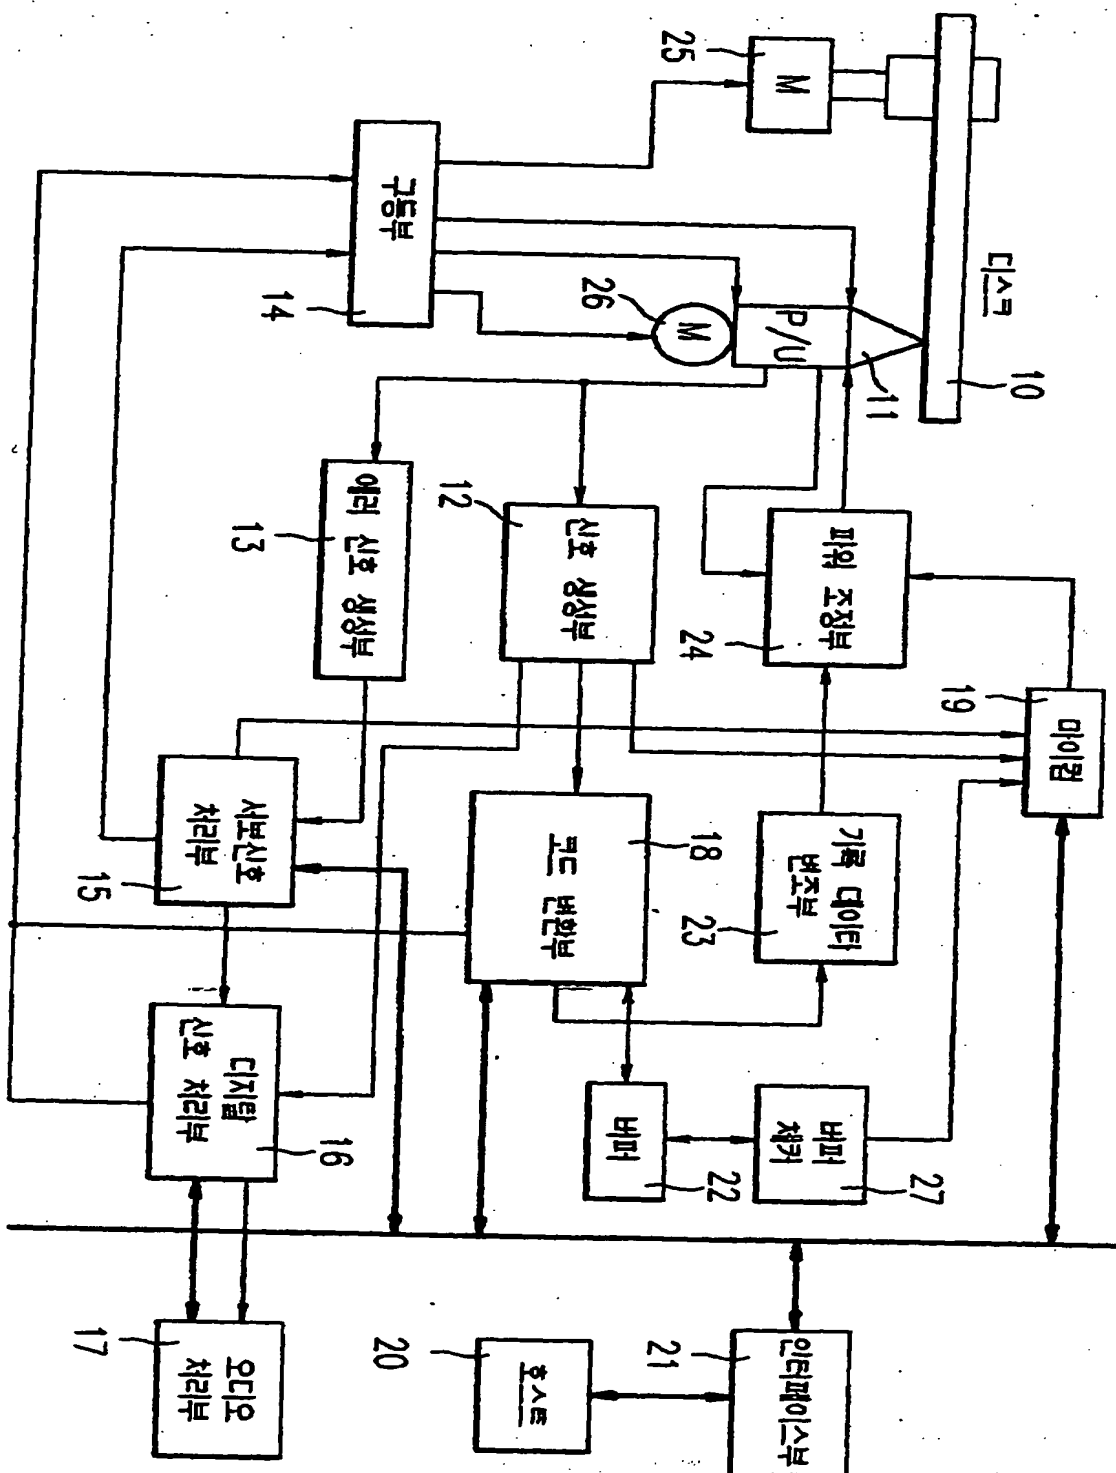 디스크
10
25
M
구동부
14
26
M
P/U
11
에러 신호 생성부
13
신호 생성부
12
파워 조정부
24
마이컴
19
서보신호
처리부
15
코드 변환부
18
기록 데이터
변조부
23
디지탈
신호 처리부
16
버퍼
22
버퍼
체커
27
오디오
처리부
17
호스트
20
인터페이스부
21